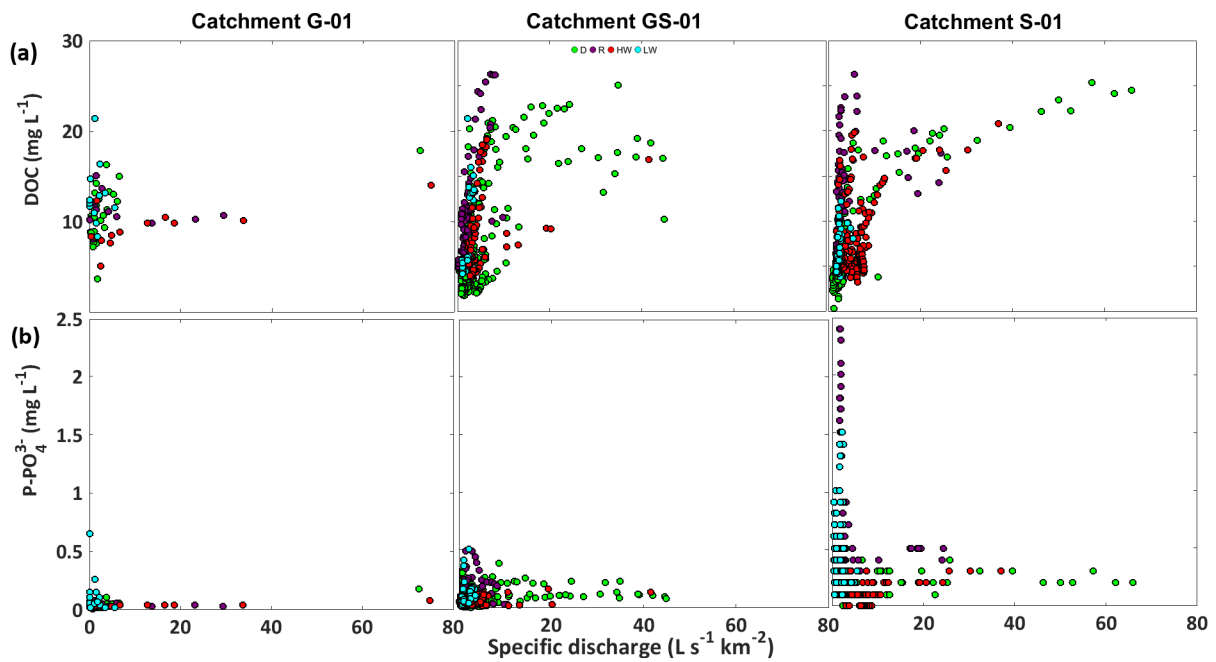 Catchment G-01 Catchment GS-01 Catchment S-01
(a)
D R HW LW
30
20
10
DOC (mg L⁻¹)
(b)
2.5
2
1.5
1
0.5
0
P-PO₄³⁻ (mg L⁻¹)
0 20 40 60 80 20 40 60 80 20 40 60 80
Specific discharge (L s⁻¹ km⁻²)